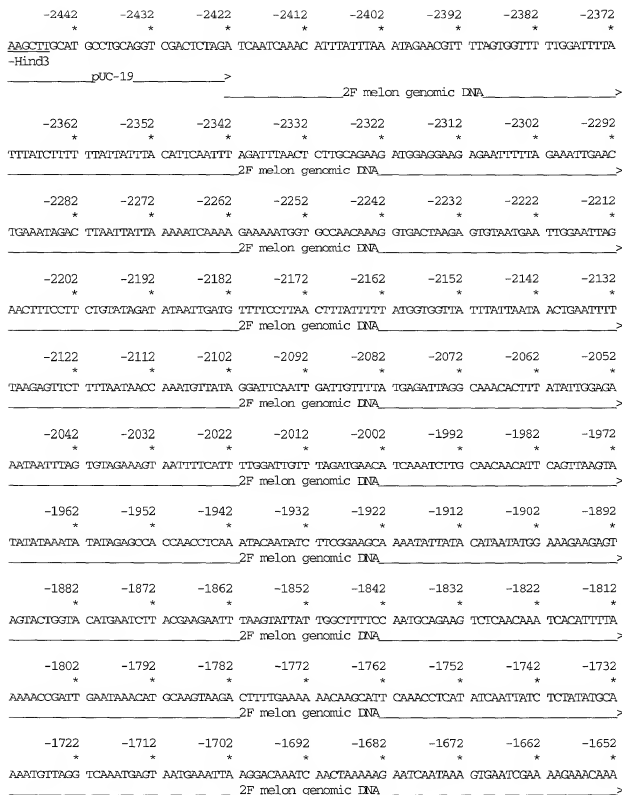 -2442 -2432 -2422 -2412 -2402 -2392 -2382 -2372
* * * * * * * *
AAGCTTGCAT GCCTGCAGGT CGACTCTAGA TCAATCAAAC ATTTATTTAA ATAGAACGTT TTAGTGGTTT TTGGATTTTA
-Hind3
pUC-19 >
2F melon genomic DNA >
-2362 -2352 -2342 -2332 -2322 -2312 -2302 -2292
* * * * * * * *
TTTATCTTTT TTATTATTTA CATTCAATTT AGATTTAACT CTTGCAGAAG ATGGAGGAAG AGAATTTTTA GAAATTGAAC
2F melon genomic DNA >
-2282 -2272 -2262 -2252 -2242 -2232 -2222 -2212
* * * * * * * *
TGAAATAGAC TTAATTATTA AAAATCAAAA GAAAAATGGT GCCAACAAAG GGTGACTAAGA GTGTAATGAA TTGGAATTAG
2F melon genomic DNA >
-2202 -2192 -2182 -2172 -2162 -2152 -2142 -2132
* * * * * * * *
AACTTTCCTT CTGTATAGAT ATAATTGATG TTTTCCTTAA CTTTATTTTT ATGGTGGTTA TTTATTAATA ACTGAATTTT
2F melon genomic DNA >
-2122 -2112 -2102 -2092 -2082 -2072 -2062 -2052
* * * * * * * *
TAAGAGTTCT TTTAATAACC AAATGTTATA GGATTCAATT GATTGTTTTA TGAGATTAGG CAAACACTTT ATATTGGAGA
2F melon genomic DNA >
-2042 -2032 -2022 -2012 -2002 -1992 -1982 -1972
* * * * * * * *
AATAATTTAG TGTAGAAAGT AATTTTCATT TTGGATTGTT TAGATGAACA TCAAATCTTG CAACAACATT CAGTTAAGTA
2F melon genomic DNA >
-1962 -1952 -1942 -1932 -1922 -1912 -1902 -1892
* * * * * * * *
TATATAAATA TATAGAGCCA CCAACCTCAA ATACAATATC TTCGGAAGCA AAATATTATA CATAATATGG AAAGAAGAGT
2F melon genomic DNA >
-1882 -1872 -1862 -1852 -1842 -1832 -1822 -1812
* * * * * * * *
AGTACTGGTA CATGAATCTT ACGAAGAATT TAAGTATTAT TGGCTTTTCC AATGCAGAAG TCTCAACAAA TCACATTTTA
2F melon genomic DNA >
-1802 -1792 -1782 -1772 -1762 -1752 -1742 -1732
* * * * * * * *
AAAACCGATT GAATAAACAT GCAAGTAAGA CTTTTGAAAA AACAAGCATT CAAACCTCAT ATCAATTATC TCTATATGCA
2F melon genomic DNA >
-1722 -1712 -1702 -1692 -1682 -1672 -1662 -1652
* * * * * * * *
AAATGTTAGG TCAAATGAGT AATGAAATTA AGGACAAATC AACTAAAAAG AATCAATAAA GTGAATCGAA AAGAAACAAA
2F melon genomic DNA >